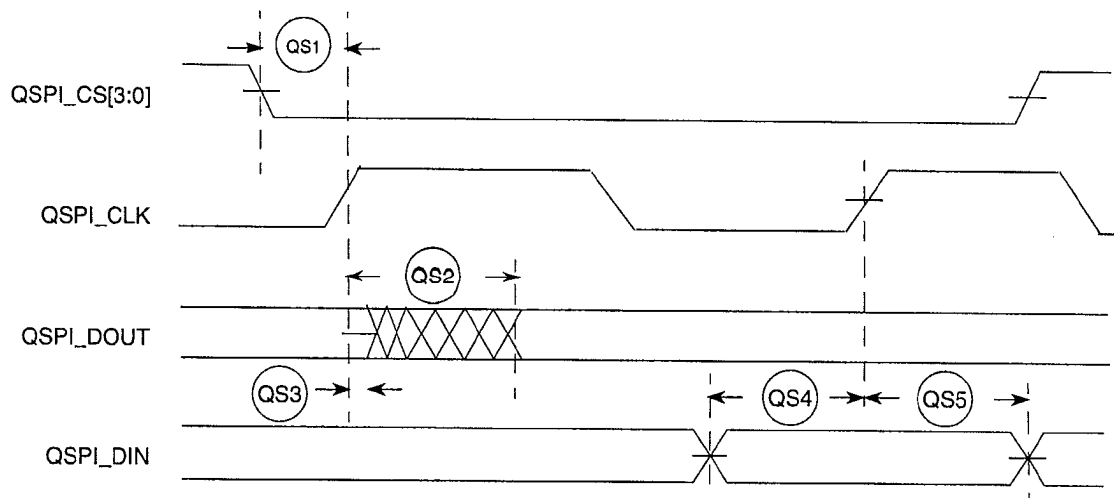 QS1
QSPI_CS[3:0]
QSPI_CLK
QS2
QSPI_DOUT
QS3
QS4
QS5
QSPI_DIN